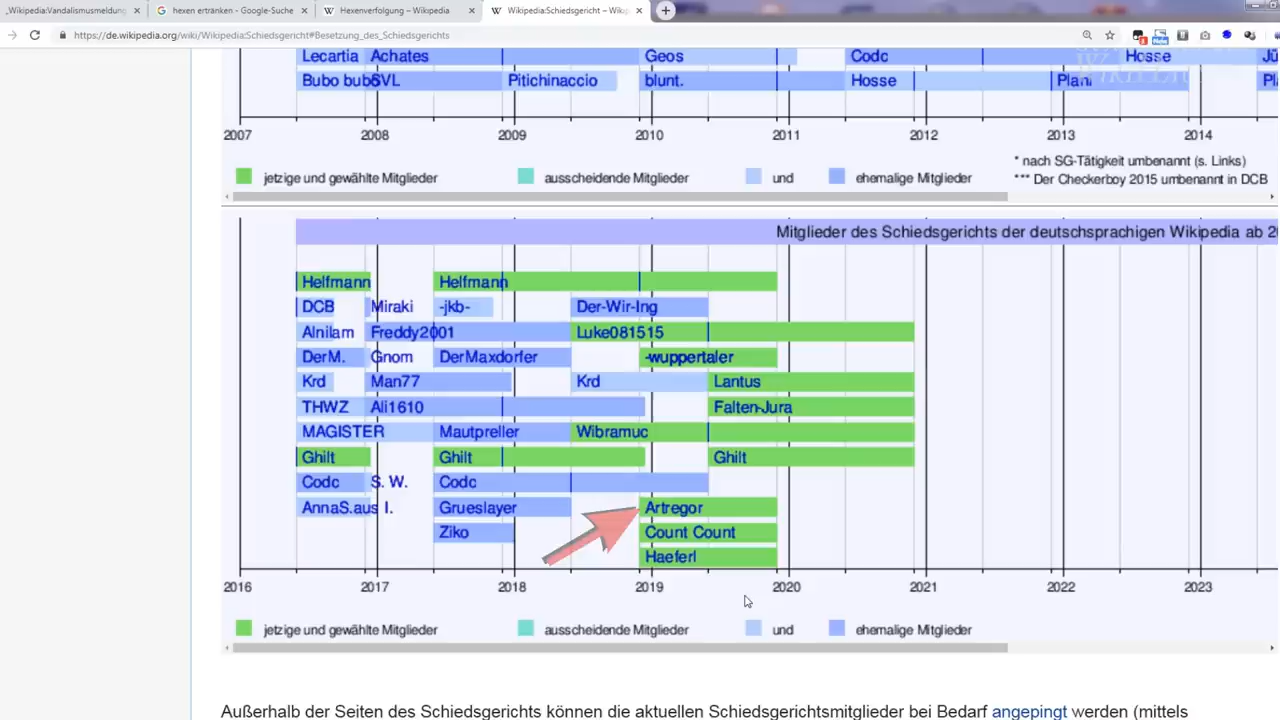 „Wikipedia:Vandalismusmeldung hexen ertränken - Google-Suche Hexenverfolgung – Wikipedia Wikipedia:Schiedsgericht – Wikip
https://de.wikipedia.org/wiki/Wikipedia:Schiedsgericht#Besetzung_des_Schiedsgerichts
Lecartia Achates Geos Codc Hosse
Bubo bubo SVL Pitichinaccio blunt. Hosse Plani
2007 2008 2009 2010 2011 2012 2013 2014
* nach SG-Tätigkeit umbenannt (s. Links)
jetzige und gewählte Mitglieder ausscheidende Mitglieder und ehemalige Mitglieder
*** Der Checkerboy 2015 umbenannt in DCB
Mitglieder des Schiedsgerichts der deutschsprachigen Wikipedia ab 2
Helfmann Helfmann
DCB Miraki -jkb- Der-Wir-Ing
Alnilam Freddy2001 Luke081515
DerM. Gnom DerMaxdorfer -wuppertaler
Krd Man77 Krd Lantus
THWZ Ali1610 Falten-Jura
MAGISTER Mautpreller Wibramuc
Ghilt Ghilt Ghilt
Codc S. W. Codc
AnnaS.aus I. Grueslayer Artregor
Ziko Count Count
Haeferl
2016 2017 2018 2019 2020 2021 2022 2023
jetzige und gewählte Mitglieder ausscheidende Mitglieder und ehemalige Mitglieder
Außerhalb der Seiten des Schiedsgerichts können die aktuellen Schiedsgerichtsmitglieder bei Bedarf angepingt werden (mittels